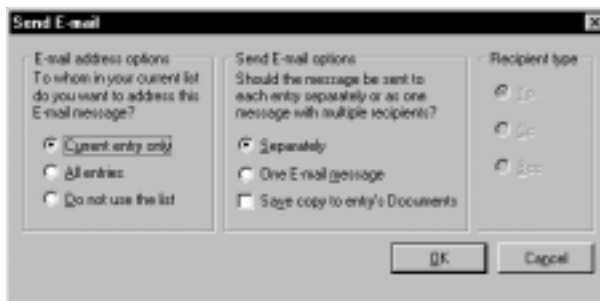 Send E-mail
E-mail address options
To whom in your current list
do you want to address this
E-mail message?
Current entry only
All entries
Do not use the list
Send E-mail options
Should the message be sent to
each entry separately or as one
message with multiple recipients?
Separately
One E-mail message
Save copy to entry's Documents
Recipient type
To
Cc
Bcc
OK
Cancel